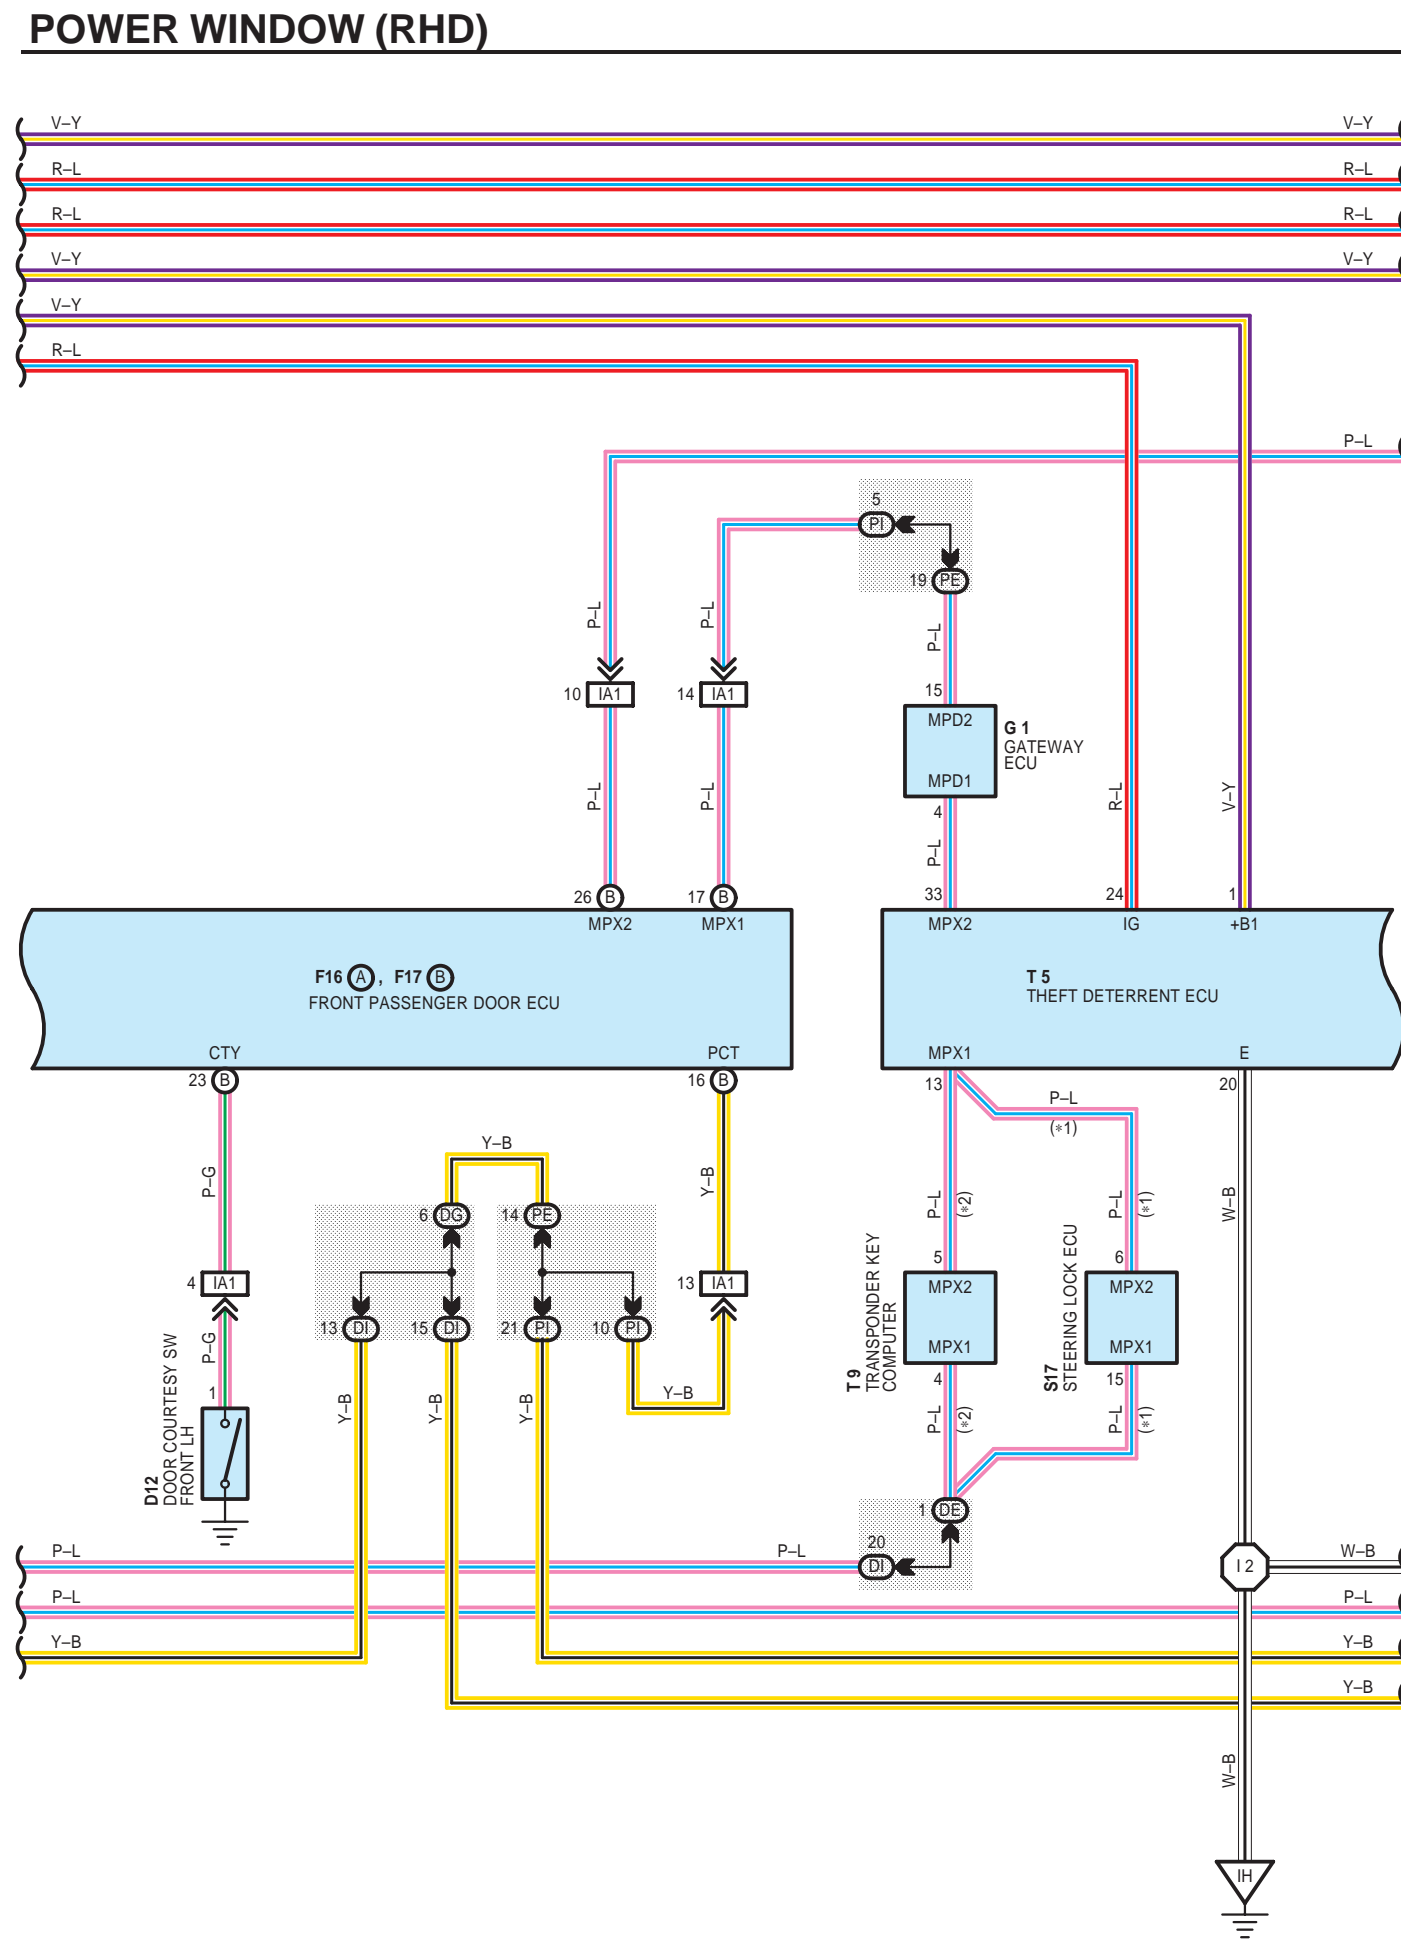 POWER WINDOW (RHD)
V–Y V–Y
R–L R–L
R–L R–L
V–Y V–Y
V–Y
R–L
P–L
5
PI
19 PE
P–L P–L P–L
10 IA1 14 IA1
15
MPD2
G 1
GATEWAY
ECU
MPD1
4
P–L P–L P–L R–L V–Y
26 B 17 B 33 24 1
MPX2 MPX1 MPX2 IG +B1
F16 A , F17 B
FRONT PASSENGER DOOR ECU
T 5
THEFT DETERRENT ECU
CTY PCT MPX1 E
23 B 16 B 13 20
P–L
(*1)
Y–B
P–G Y–B P–L (*2) P–L (*1) W–B
6 DG 14 PE
4 IA1 13 IA1
5 6
MPX2 MPX2
T 9
TRANSPONDER KEY
COMPUTER
S17
STEERING LOCK ECU
13 DI 15 DI 21 PI 10 PI
MPX1 MPX1
4 15
P–G
1
Y–B Y–B Y–B Y–B
P–L (*2) P–L (*1)
D12
DOOR COURTESY SW
FRONT LH
1 DE
20
DI
P–L P–L
I 2
W–B
P–L P–L
Y–B Y–B
Y–B
W–B
IH